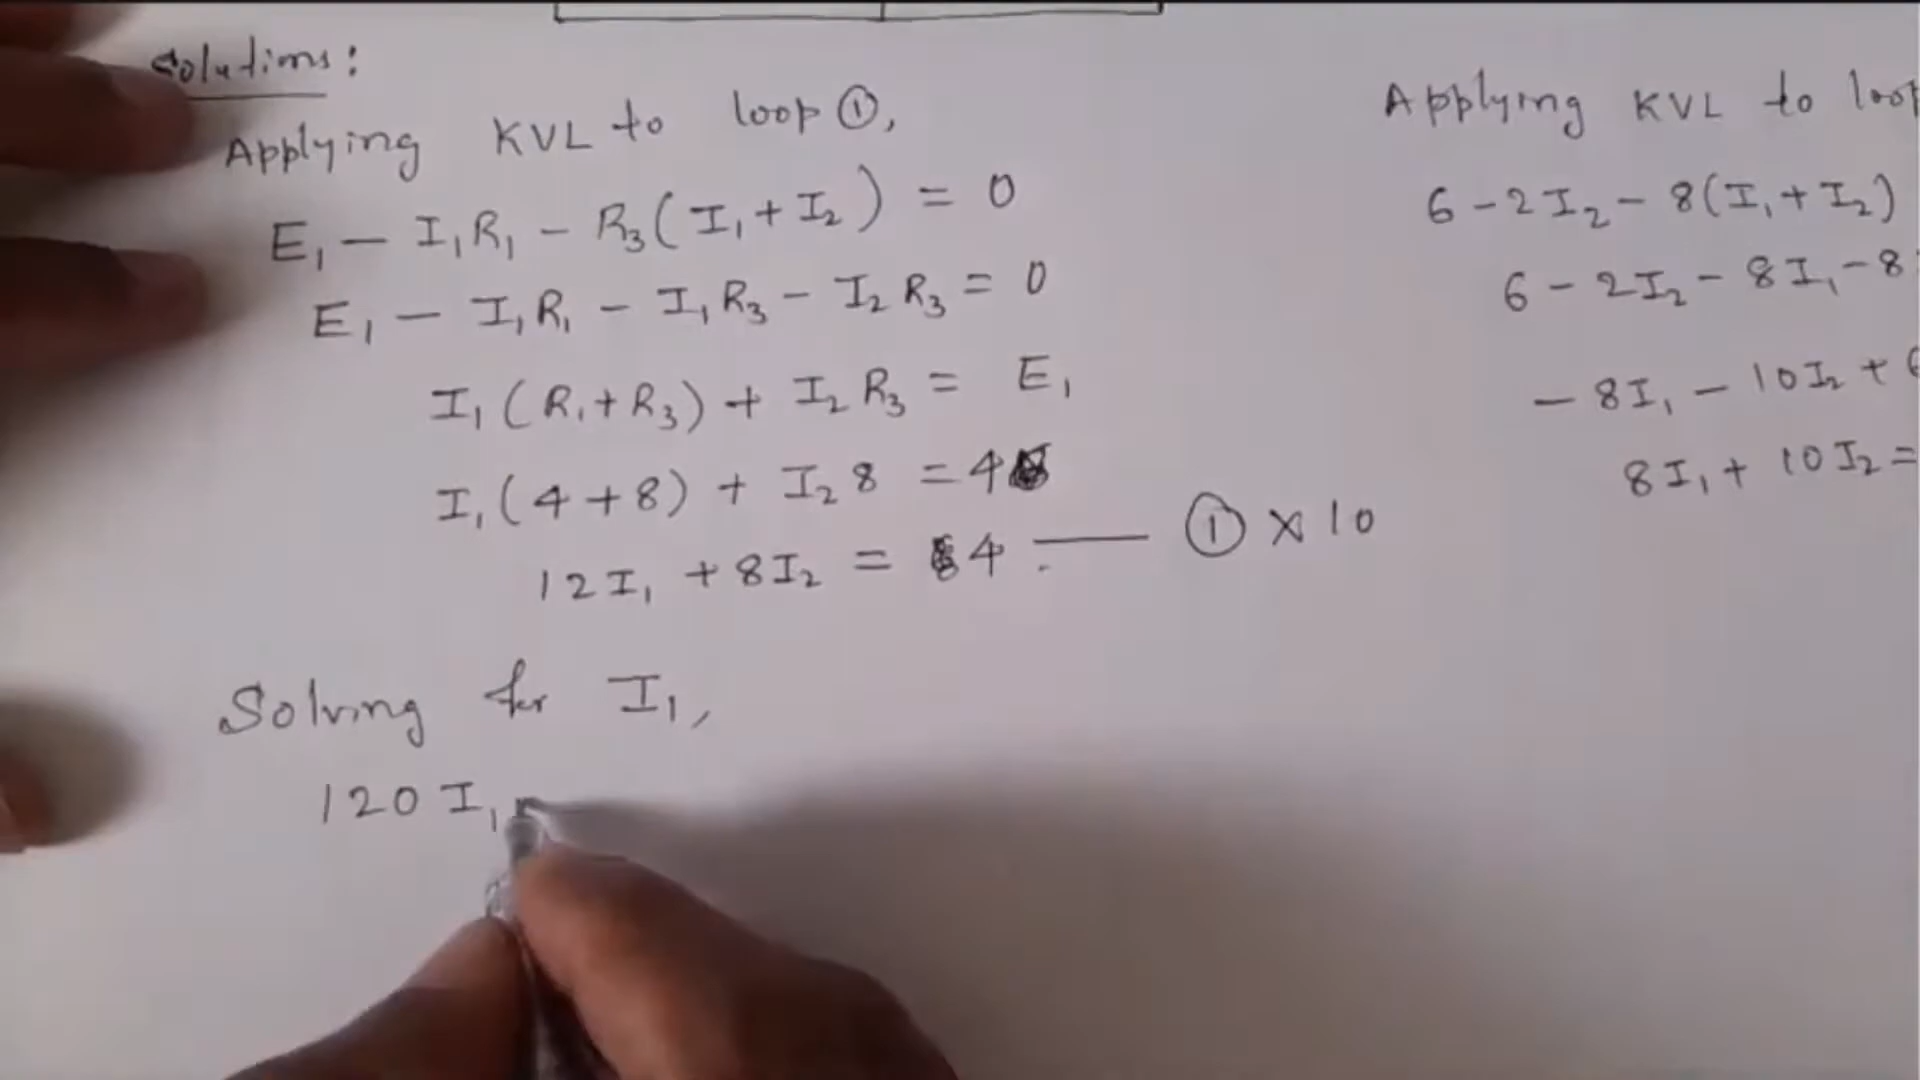 Solutions:
Applying KVL to loop ①,
E₁ − I₁R₁ − R₃(I₁+I₂) = 0
E₁ − I₁R₁ − I₁R₃ − I₂R₃ = 0
I₁(R₁+R₃) + I₂R₃ = E₁
I₁(4+8) + I₂8 = 4
12I₁ + 8I₂ = 4 — ① × 10
Solving for I₁,
120 I₁
Applying KVL to loop
6 − 2I₂ − 8(I₁+I₂)
6 − 2I₂ − 8I₁ − 8
− 8I₁ − 10I₂ + 6
8I₁ + 10I₂ =